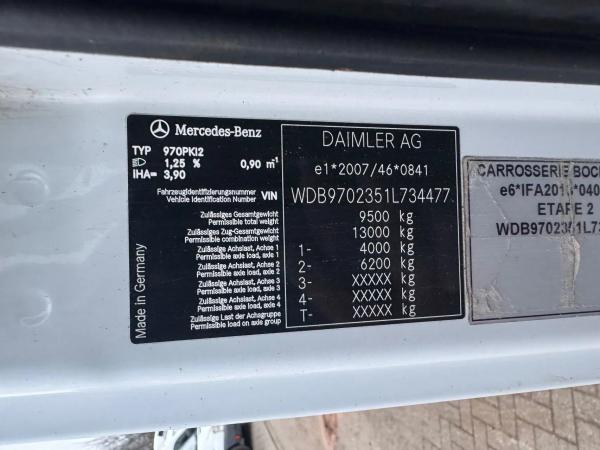 Mercedes-Benz
TYP 970PKI2
1,25 % 0,90 m⁻¹
IHA= 3,90
Fahrzeugidentifizierungsnummer
Vehicle Identification Number VIN
Zulässiges Gesamtgewicht
Permissible total weight
Zulässiges Zug-Gesamtgewicht
Permissible combination weight
Zulässige Achslast, Achse 1
Permissible axle load, axle 1
Zulässige Achslast, Achse 2
Permissible axle load, axle 2
Zulässige Achslast, Achse 3
Permissible axle load, axle 3
Zulässige Achslast, Achse 4
Permissible axle load, axle 4
Zulässige Last der Achsgruppe
Permissible load on axle group
Made in Germany
DAIMLER AG
e1*2007/46*0841
WDB9702351L734477
9500 kg
13000 kg
1- 4000 kg
2- 6200 kg
3- XXXXX kg
4- XXXXX kg
T- XXXXX kg
CARROSSERIE BOC
e6*IFA201 *040
ETAPE 2
WDB9702351L73